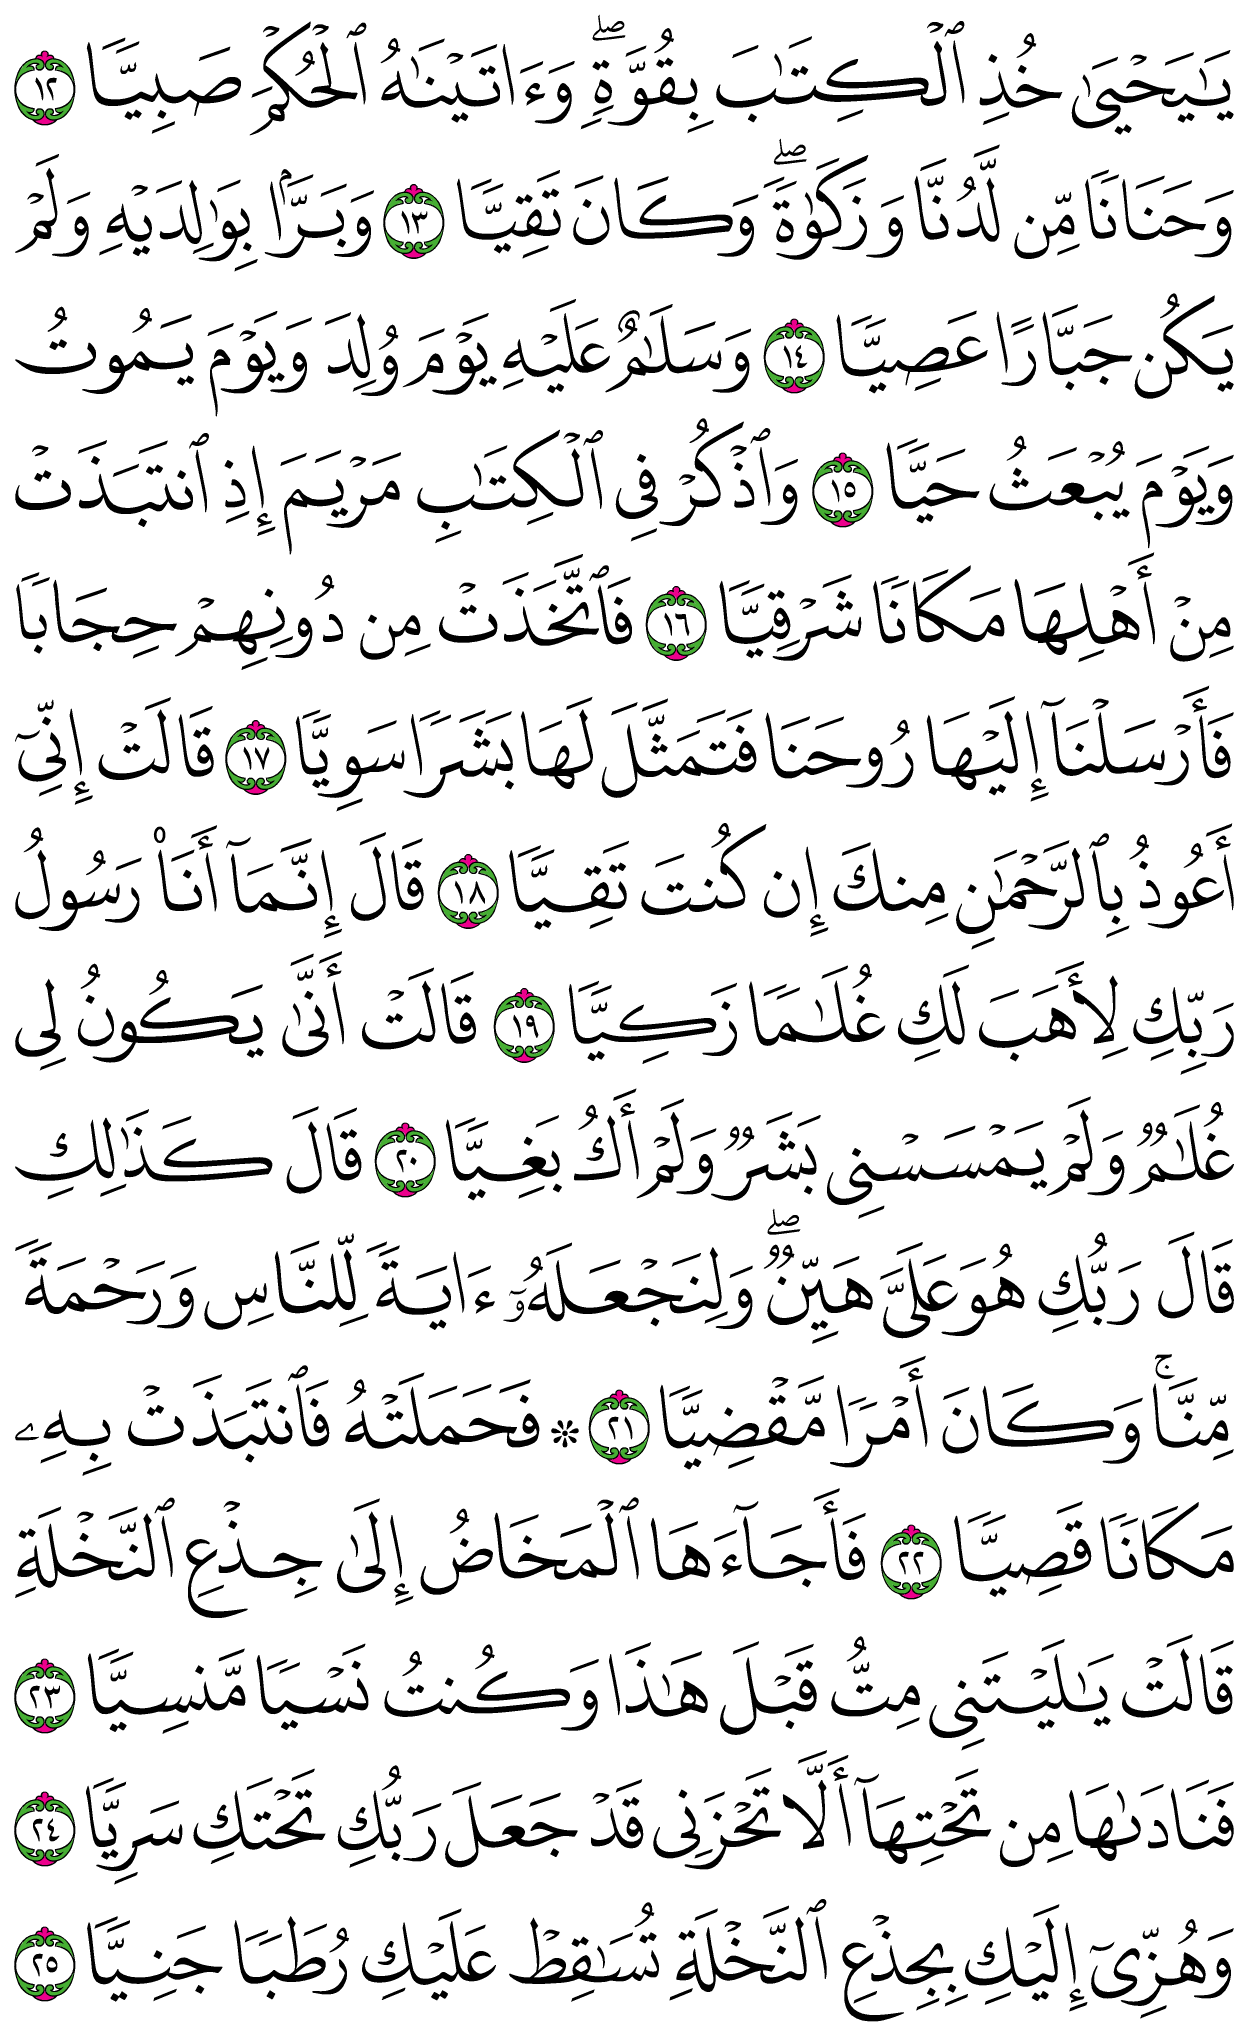 يَـٰيَحْيَىٰ خُذِ ٱلْكِتَـٰبَ بِقُوَّةٍۖ وَءَاتَيْنَـٰهُ ٱلْحُكْمَ صَبِيًّا ١٢
وَحَنَانًا مِّن لَّدُنَّا وَزَكَوٰةًۖ وَكَانَ تَقِيًّا ١٣ وَبَرًّۢا بِوَٰلِدَيْهِ وَلَمْ
يَكُن جَبَّارًا عَصِيًّا ١٤ وَسَلَـٰمٌ عَلَيْهِ يَوْمَ وُلِدَ وَيَوْمَ يَمُوتُ
وَيَوْمَ يُبْعَثُ حَيًّا ١٥ وَٱذْكُرْ فِى ٱلْكِتَـٰبِ مَرْيَمَ إِذِ ٱنتَبَذَتْ
مِنْ أَهْلِهَا مَكَانًا شَرْقِيًّا ١٦ فَٱتَّخَذَتْ مِن دُونِهِمْ حِجَابًا
فَأَرْسَلْنَآ إِلَيْهَا رُوحَنَا فَتَمَثَّلَ لَهَا بَشَرًا سَوِيًّا ١٧ قَالَتْ إِنِّىٓ
أَعُوذُ بِٱلرَّحْمَـٰنِ مِنكَ إِن كُنتَ تَقِيًّا ١٨ قَالَ إِنَّمَآ أَنَا۠ رَسُولُ
رَبِّكِ لِأَهَبَ لَكِ غُلَـٰمًا زَكِيًّا ١٩ قَالَتْ أَنَّىٰ يَكُونُ لِى
غُلَـٰمٌ وَلَمْ يَمْسَسْنِى بَشَرٌ وَلَمْ أَكُ بَغِيًّا ٢٠ قَالَ كَذَٰلِكِ
قَالَ رَبُّكِ هُوَ عَلَىَّ هَيِّنٌۖ وَلِنَجْعَلَهُۥٓ ءَايَةً لِّلنَّاسِ وَرَحْمَةً
مِّنَّاۚ وَكَانَ أَمْرًا مَّقْضِيًّا ٢١ ۞ فَحَمَلَتْهُ فَٱنتَبَذَتْ بِهِۦ
مَكَانًا قَصِيًّا ٢٢ فَأَجَآءَهَا ٱلْمَخَاضُ إِلَىٰ جِذْعِ ٱلنَّخْلَةِ
قَالَتْ يَـٰلَيْتَنِى مِتُّ قَبْلَ هَـٰذَا وَكُنتُ نَسْيًا مَّنسِيًّا ٢٣
فَنَادَىٰهَا مِن تَحْتِهَآ أَلَّا تَحْزَنِى قَدْ جَعَلَ رَبُّكِ تَحْتَكِ سَرِيًّا ٢٤
وَهُزِّىٓ إِلَيْكِ بِجِذْعِ ٱلنَّخْلَةِ تُسَـٰقِطْ عَلَيْكِ رُطَبًا جَنِيًّا ٢٥